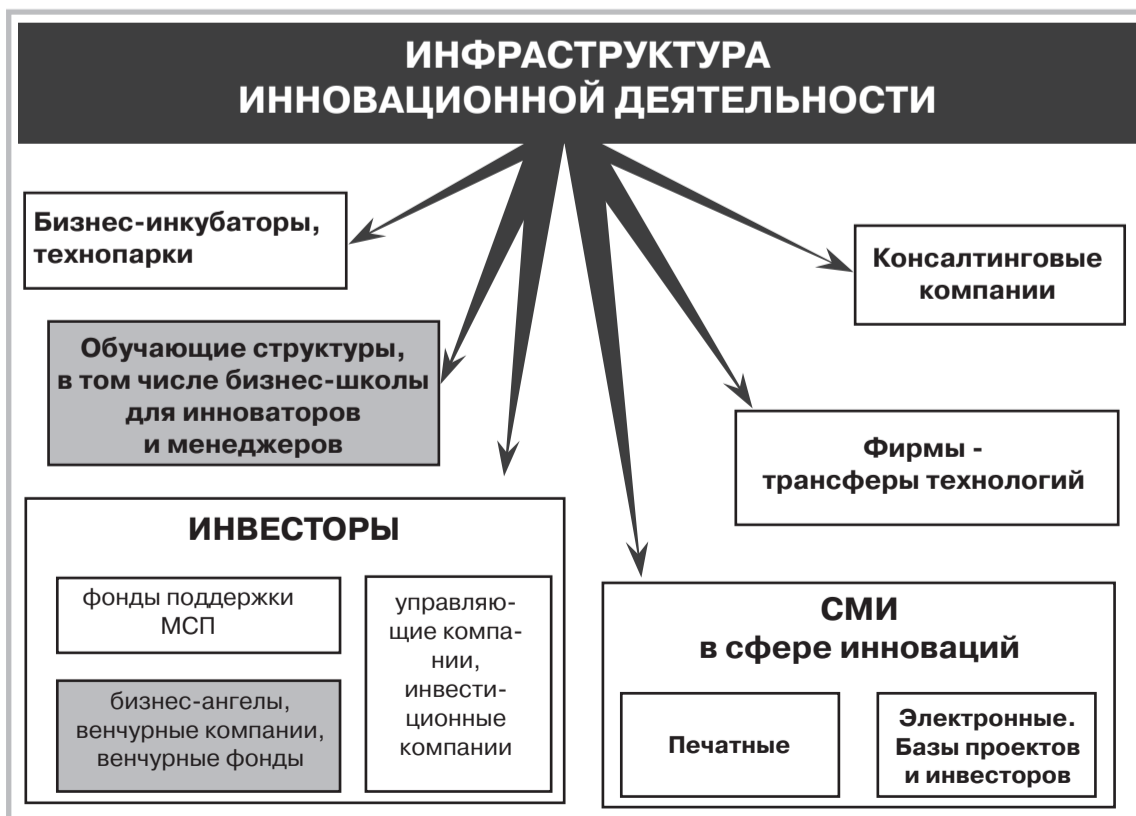 ИНФРАСТРУКТУРА
ИННОВАЦИОННОЙ ДЕЯТЕЛЬНОСТИ
Бизнес-инкубаторы,
технопарки
Консалтинговые
компании
Обучающие структуры,
в том числе бизнес-школы
для инноваторов
и менеджеров
Фирмы -
трансферы технологий
ИНВЕСТОРЫ
фонды поддержки
МСП
бизнес-ангелы,
венчурные компании,
венчурные фонды
управляю-
щие компа-
нии,
инвести-
ционные
компании
СМИ
в сфере инноваций
Печатные
Электронные.
Базы проектов
и инвесторов